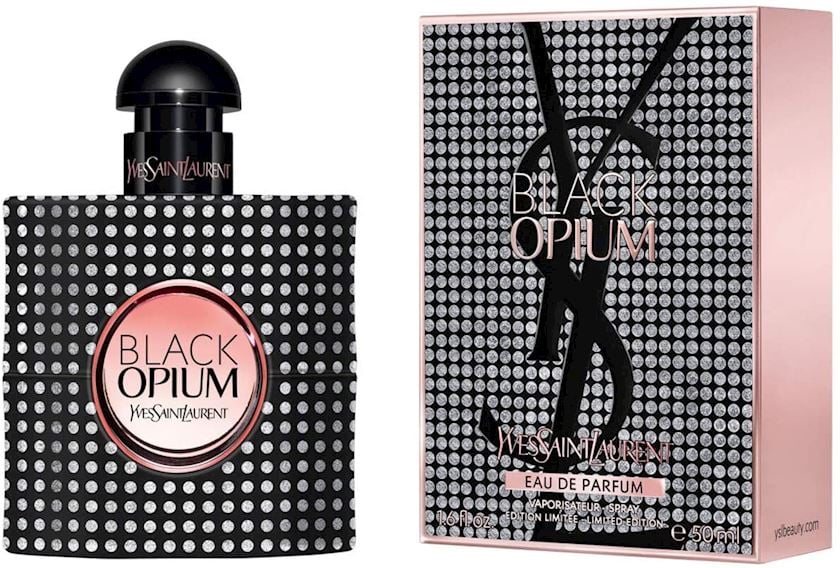 YVESSAINTLAURENT
BLACK
OPIUM
YVESSAINTLAURENT
BLACK
OPIUM
YSL
YVESSAINTLAURENT
EAU DE PARFUM
VAPORISATEUR - SPRAY
1.6 fl.oz. ÉDITION LIMITÉE - LIMITED EDITION e 50 ml
yslbeauty.com